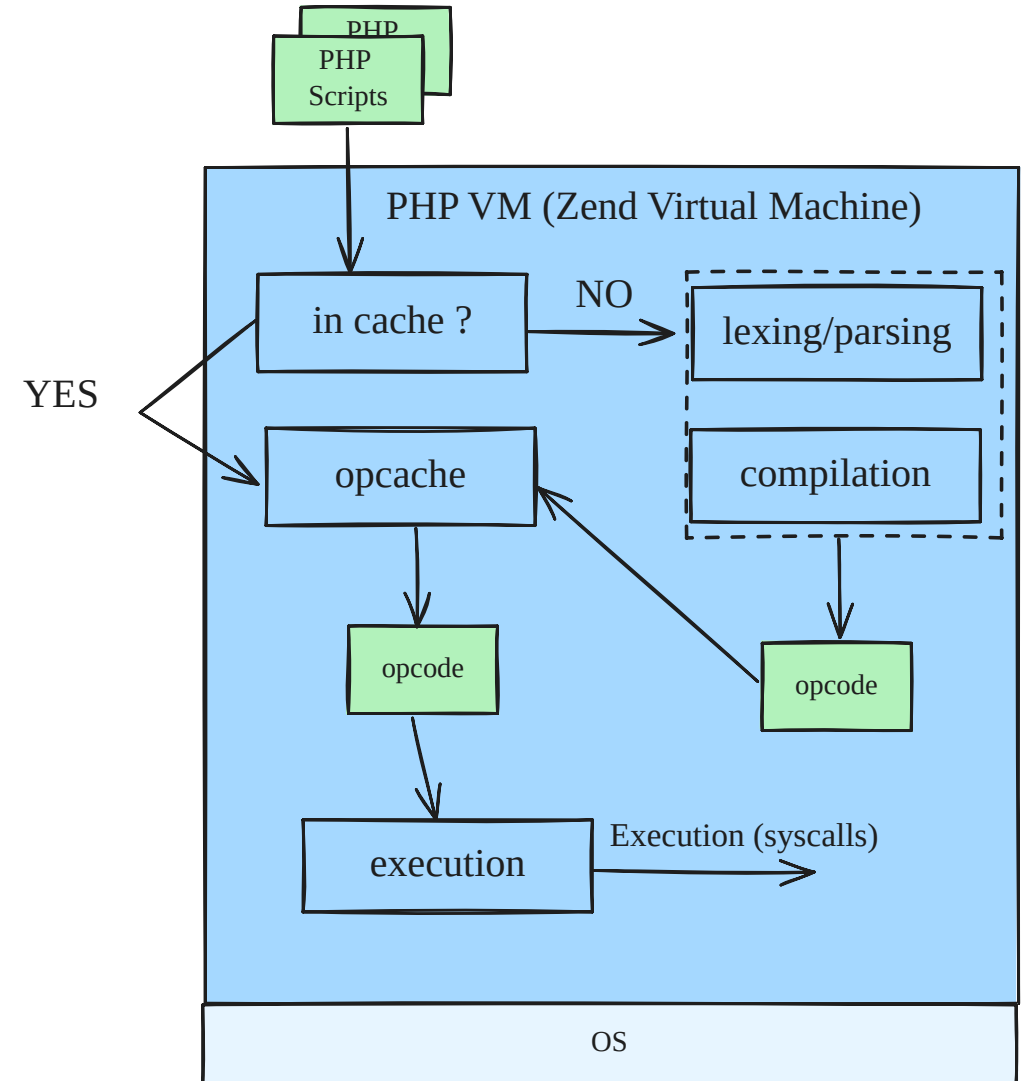 PHP
PHP
Scripts
PHP VM (Zend Virtual Machine)
NO
in cache ?
lexing/parsing
YES
opcache
compilation
opcode
opcode
Execution (syscalls)
execution
OS